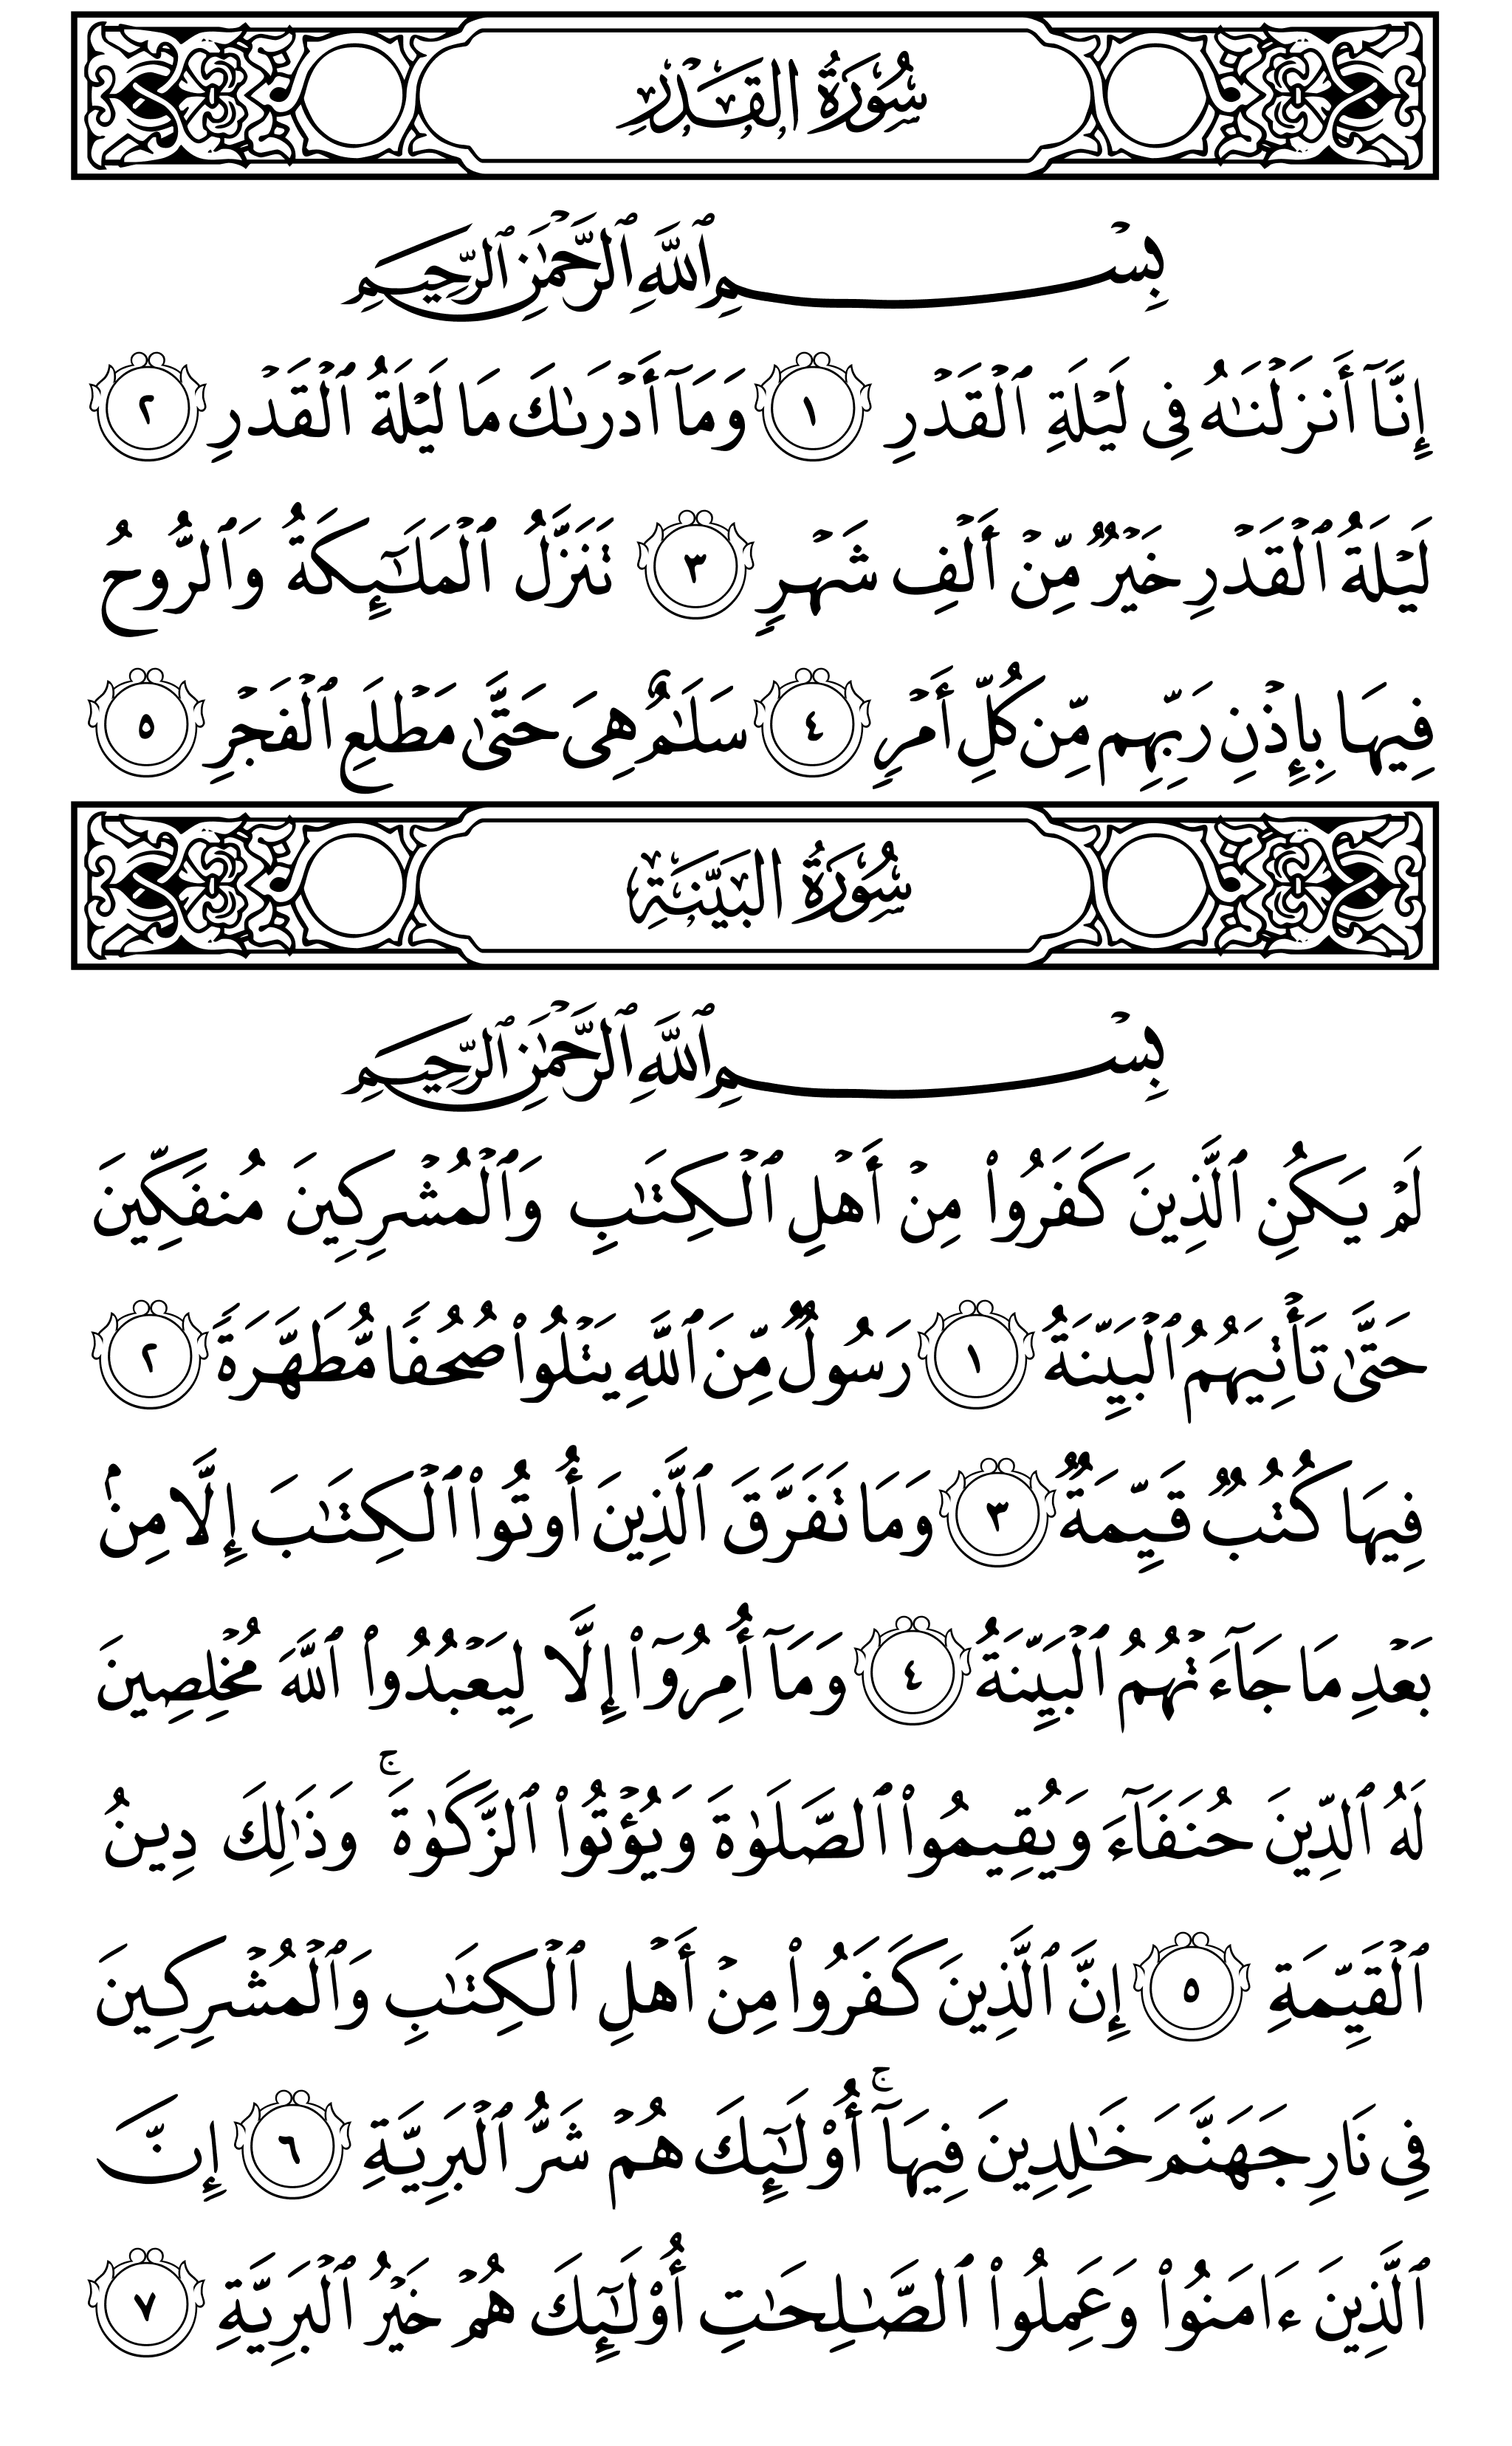 سُورَةُ القَدۡرِ
بِسۡمِ ٱللَّهِ ٱلرَّحۡمَٰنِ ٱلرَّحِيمِ
إِنَّآ أَنزَلۡنَٰهُ فِي لَيۡلَةِ ٱلۡقَدۡرِ ١ وَمَآ أَدۡرَىٰكَ مَا لَيۡلَةُ ٱلۡقَدۡرِ ٢
لَيۡلَةُ ٱلۡقَدۡرِ خَيۡرٞ مِّنۡ أَلۡفِ شَهۡرٖ ٣ تَنَزَّلُ ٱلۡمَلَٰٓئِكَةُ وَٱلرُّوحُ
فِيهَا بِإِذۡنِ رَبِّهِم مِّن كُلِّ أَمۡرٖ ٤ سَلَٰمٌ هِيَ حَتَّىٰ مَطۡلَعِ ٱلۡفَجۡرِ ٥
سُورَةُ البَيِّنَةِ
بِسۡمِ ٱللَّهِ ٱلرَّحۡمَٰنِ ٱلرَّحِيمِ
لَمۡ يَكُنِ ٱلَّذِينَ كَفَرُواْ مِنۡ أَهۡلِ ٱلۡكِتَٰبِ وَٱلۡمُشۡرِكِينَ مُنفَكِّينَ
حَتَّىٰ تَأۡتِيَهُمُ ٱلۡبَيِّنَةُ ١ رَسُولٞ مِّنَ ٱللَّهِ يَتۡلُواْ صُحُفٗا مُّطَهَّرَةٗ ٢
فِيهَا كُتُبٞ قَيِّمَةٞ ٣ وَمَا تَفَرَّقَ ٱلَّذِينَ أُوتُواْ ٱلۡكِتَٰبَ إِلَّا مِنۢ
بَعۡدِ مَا جَآءَتۡهُمُ ٱلۡبَيِّنَةُ ٤ وَمَآ أُمِرُوٓاْ إِلَّا لِيَعۡبُدُواْ ٱللَّهَ مُخۡلِصِينَ
لَهُ ٱلدِّينَ حُنَفَآءَ وَيُقِيمُواْ ٱلصَّلَوٰةَ وَيُؤۡتُواْ ٱلزَّكَوٰةَۚ وَذَٰلِكَ دِينُ
ٱلۡقَيِّمَةِ ٥ إِنَّ ٱلَّذِينَ كَفَرُواْ مِنۡ أَهۡلِ ٱلۡكِتَٰبِ وَٱلۡمُشۡرِكِينَ
فِي نَارِ جَهَنَّمَ خَٰلِدِينَ فِيهَآۚ أُوْلَٰٓئِكَ هُمۡ شَرُّ ٱلۡبَرِيَّةِ ٦ إِنَّ
ٱلَّذِينَ ءَامَنُواْ وَعَمِلُواْ ٱلصَّٰلِحَٰتِ أُوْلَٰٓئِكَ هُمۡ خَيۡرُ ٱلۡبَرِيَّةِ ٧